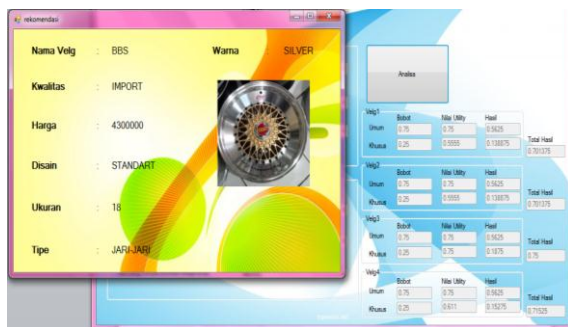 rekomendasi
Nama Velg : BBS
Warna : SILVER
Kwalitas : IMPORT
Harga : 4300000
Disain : STANDART
Ukuran : 18
Tipe : JARI-JARI
Analisa
Velg1
Bobot Nilai Utility Hasil
Umum 0.75 0.75 0.5625
Total Hasil
Khusus 0.25 0.5555 0.138875 0.701375
Velg2
Bobot Nilai Utility Hasil
Umum 0.75 0.75 0.5625
Total Hasil
Khusus 0.25 0.5555 0.138875 0.701375
Velg3
Bobot Nilai Utility Hasil
Umum 0.75 0.75 0.5625
Total Hasil
Khusus 0.25 0.75 0.1875 0.75
Velg4
Bobot Nilai Utility Hasil
Umum 0.75 0.75 0.5625
Total Hasil
Khusus 0.25 0.611 0.15275 0.71525